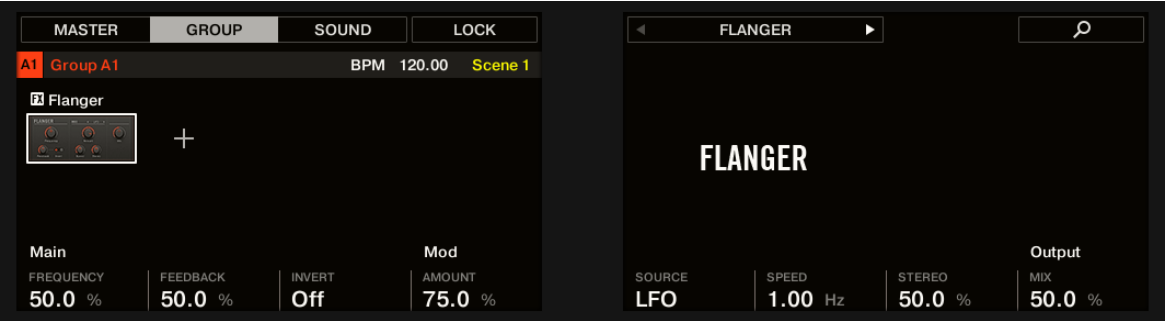 MASTER GROUP SOUND LOCK
A1 Group A1 BPM 120.00 Scene 1
FX Flanger
FLANGER
Main Mod
FREQUENCY FEEDBACK INVERT AMOUNT
50.0 % 50.0 % Off 75.0 %
FLANGER
FLANGER
Output
SOURCE SPEED STEREO MIX
LFO 1.00 Hz 50.0 % 50.0 %